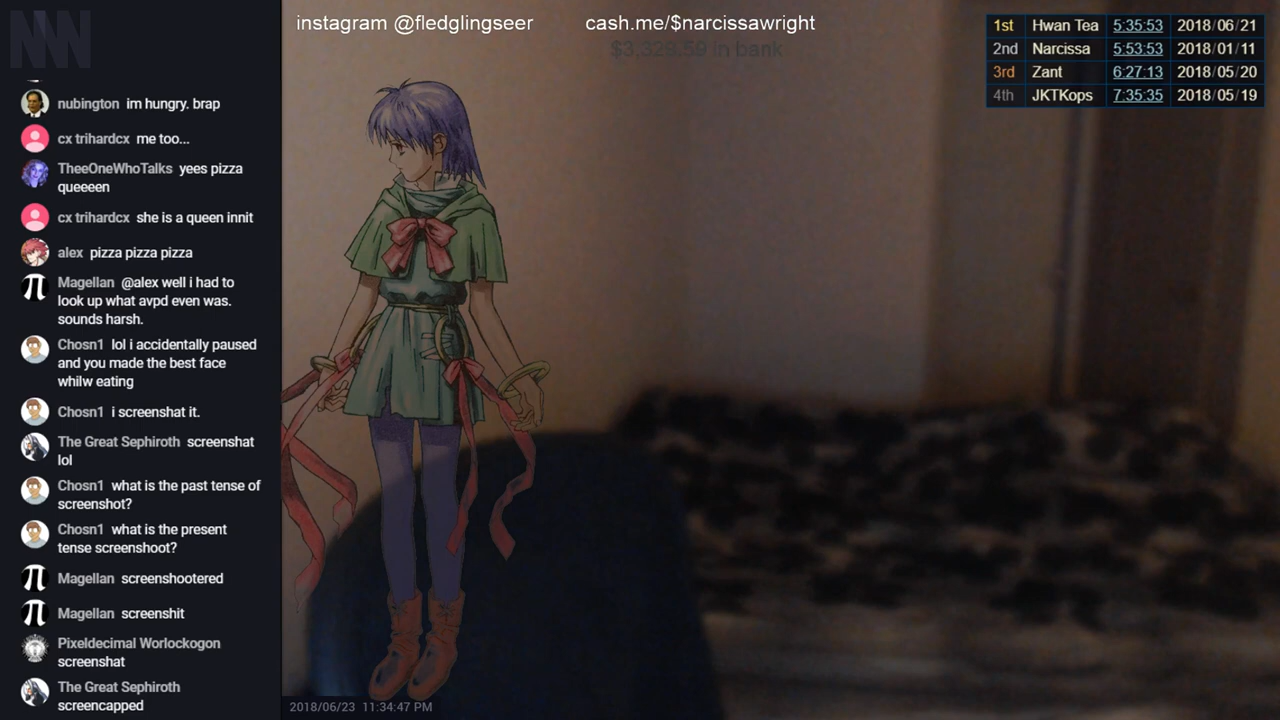 NNN
instagram @fledglingseer cash.me/$narcissawright
in bank
1st Hwan Tea 5:35:53 2018/06/21
2nd Narcissa 5:53:53 2018/01/11
3rd Zant 6:27:13 2018/05/20
4th JKTKops 7:35:35 2018/05/19
nubington im hungry. brap
cx trihardcx me too...
TheeOneWhoTalks yees pizza
queeeen
cx trihardcx she is a queen innit
alex pizza pizza pizza
Magellan @alex well i had to
look up what avpd even was.
sounds harsh.
Chosn1 lol i accidentally paused
and you made the best face
whilw eating
Chosn1 i screenshat it.
The Great Sephiroth screenshat
lol
Chosn1 what is the past tense of
screenshot?
Chosn1 what is the present
tense screenshoot?
Magellan screenshootered
Magellan screenshit
Pixeldecimal Worlockogon
screenshat
The Great Sephiroth
screencapped
2018/06/23 11:34:47 PM